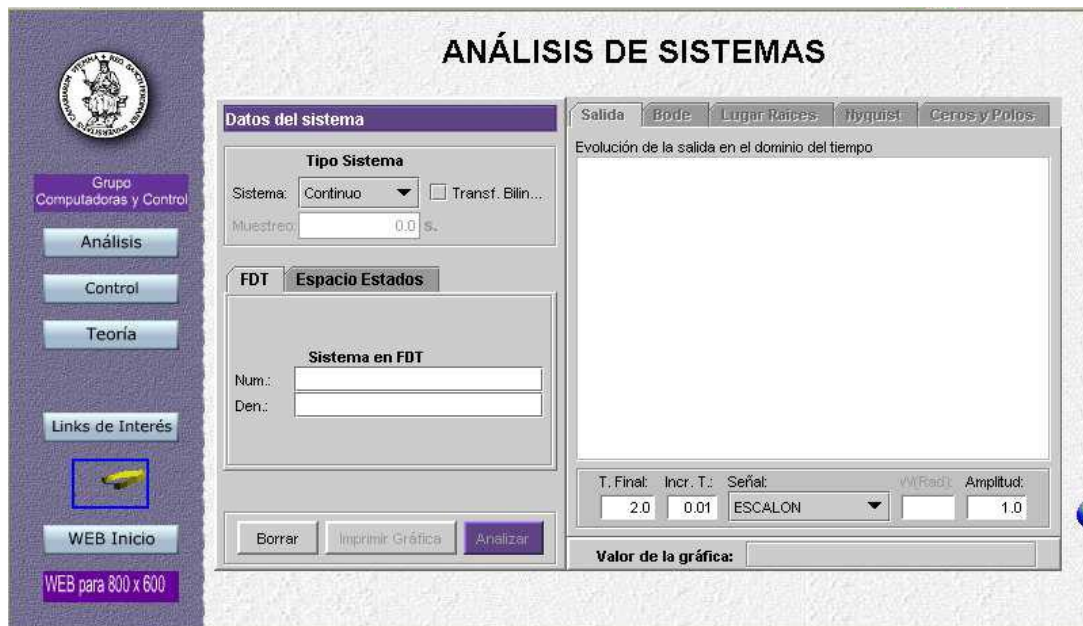 ANÁLISIS DE SISTEMAS
Grupo
Computadoras y Control
Análisis
Control
Teoría
Links de Interés
WEB Inicio
WEB para 800 x 600
Datos del sistema
Tipo Sistema
Sistema: Continuo Transf. Bilin...
Muestreo: 0.0 s.
FDT Espacio Estados
Sistema en FDT
Num.:
Den.:
Borrar Imprimir Gráfica Analizar
Salida Bode Lugar Raices Nyquist Ceros y Polos
Evolución de la salida en el dominio del tiempo
T. Final: Incr. T.: Señal: W(Rad): Amplitud:
2.0 0.01 ESCALON 1.0
Valor de la gráfica: